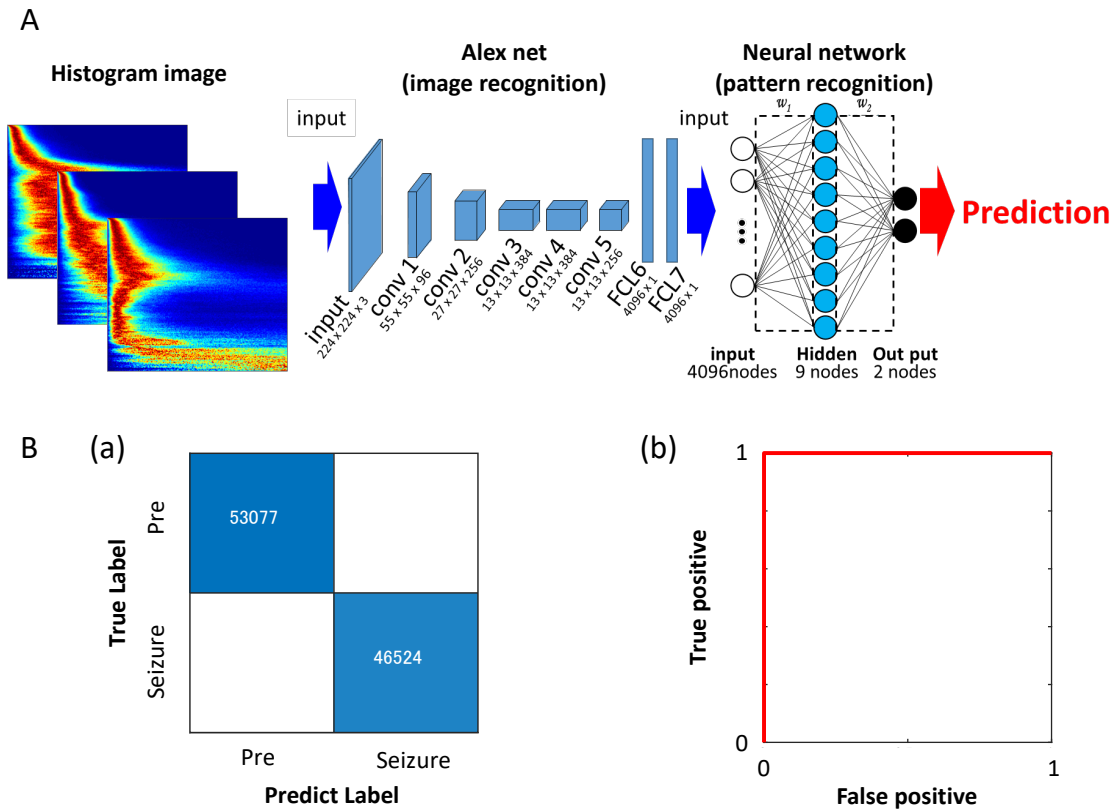 A
Histogram image
Alex net
(image recognition)
Neural network
(pattern recognition)
input
input
w1
w2
input
224 x 224 x 3
conv 1
55 x 55 x 96
conv 2
27 x 27 x 256
conv 3
13 x 13 x 384
conv 4
13 x 13 x 384
conv 5
13 x 13 x 256
FCL6
4096 x 1
FCL7
4096 x 1
Prediction
input
4096nodes
Hidden
9 nodes
Out put
2 nodes
B
(a)
True Label
Pre
Seizure
53077
46524
Pre
Seizure
Predict Label
(b)
True positive
1
0
0
1
False positive